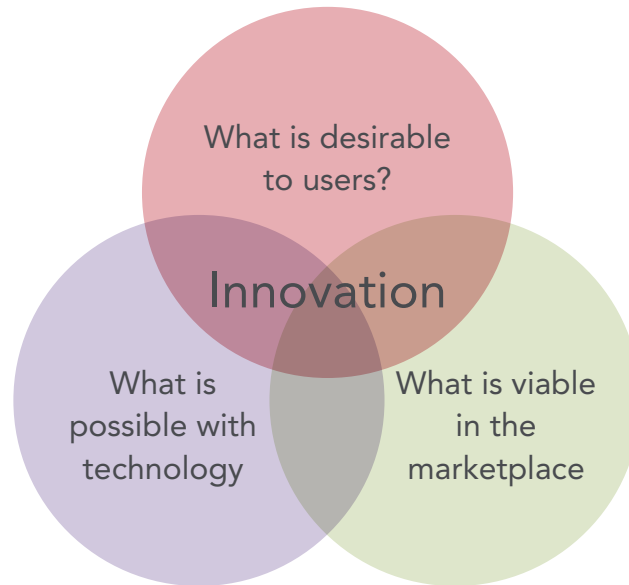 What is desirable
to users?
Innovation
What is
possible with
technology
What is viable
in the
marketplace